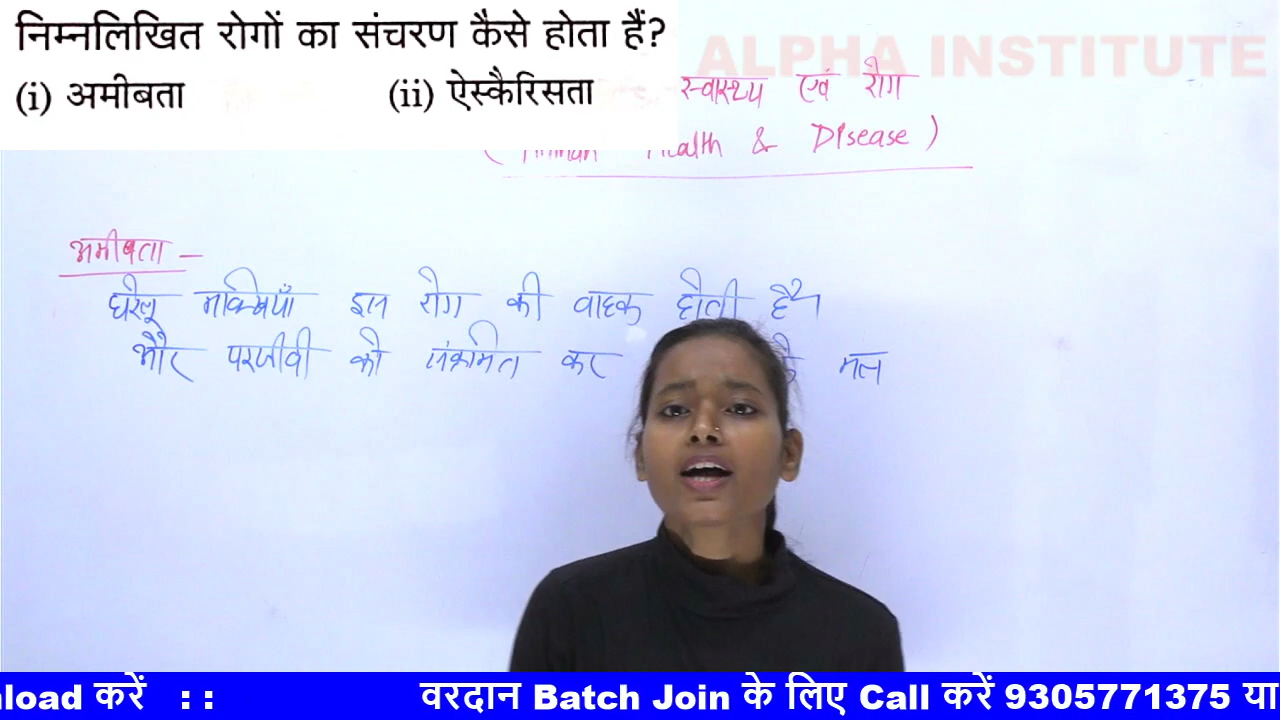 निम्नलिखित रोगों का संचरण कैसे होता हैं?
(i) अमीबता (ii) ऐस्कैरिसता
ALPHA INSTITUTE
स्वास्थ्य एवं रोग
Health & Disease )
अमीबता –
घरेलू मक्खियाँ इस रोग की वाहक होती हैं
और परजीवी को संक्रमित कर के मल
nload करें : : वरदान Batch Join के लिए Call करें 9305771375 या